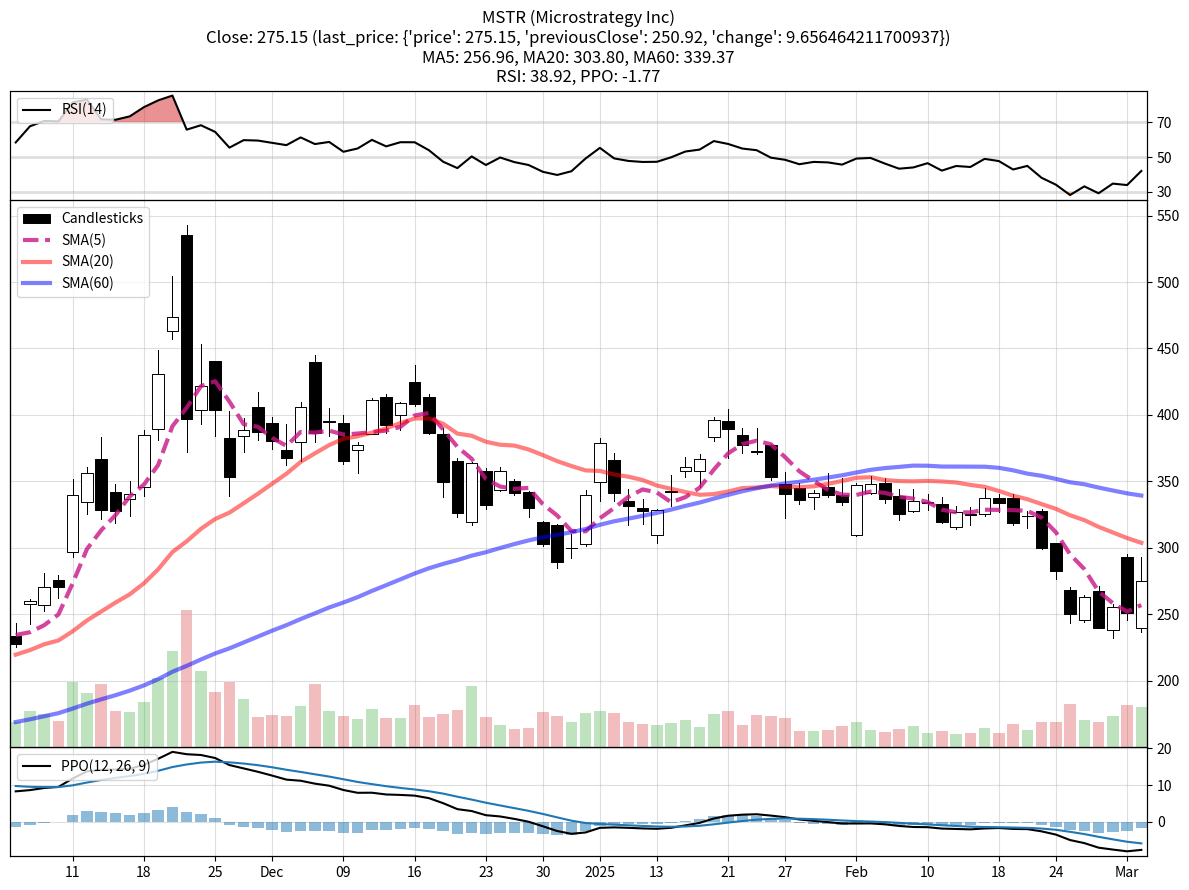 MSTR (Microstrategy Inc)
Close: 275.15 (last_price: {'price': 275.15, 'previousClose': 250.92, 'change': 9.656464211700937})
MA5: 256.96, MA20: 303.80, MA60: 339.37
RSI: 38.92, PPO: -1.77
RSI(14)
70
50
30
Candlesticks
SMA(5)
SMA(20)
SMA(60)
550
500
450
400
350
300
250
200
PPO(12, 26, 9)
20
10
0
11 18 25 Dec 09 16 23 30 2025 13 21 27 Feb 10 18 24 Mar